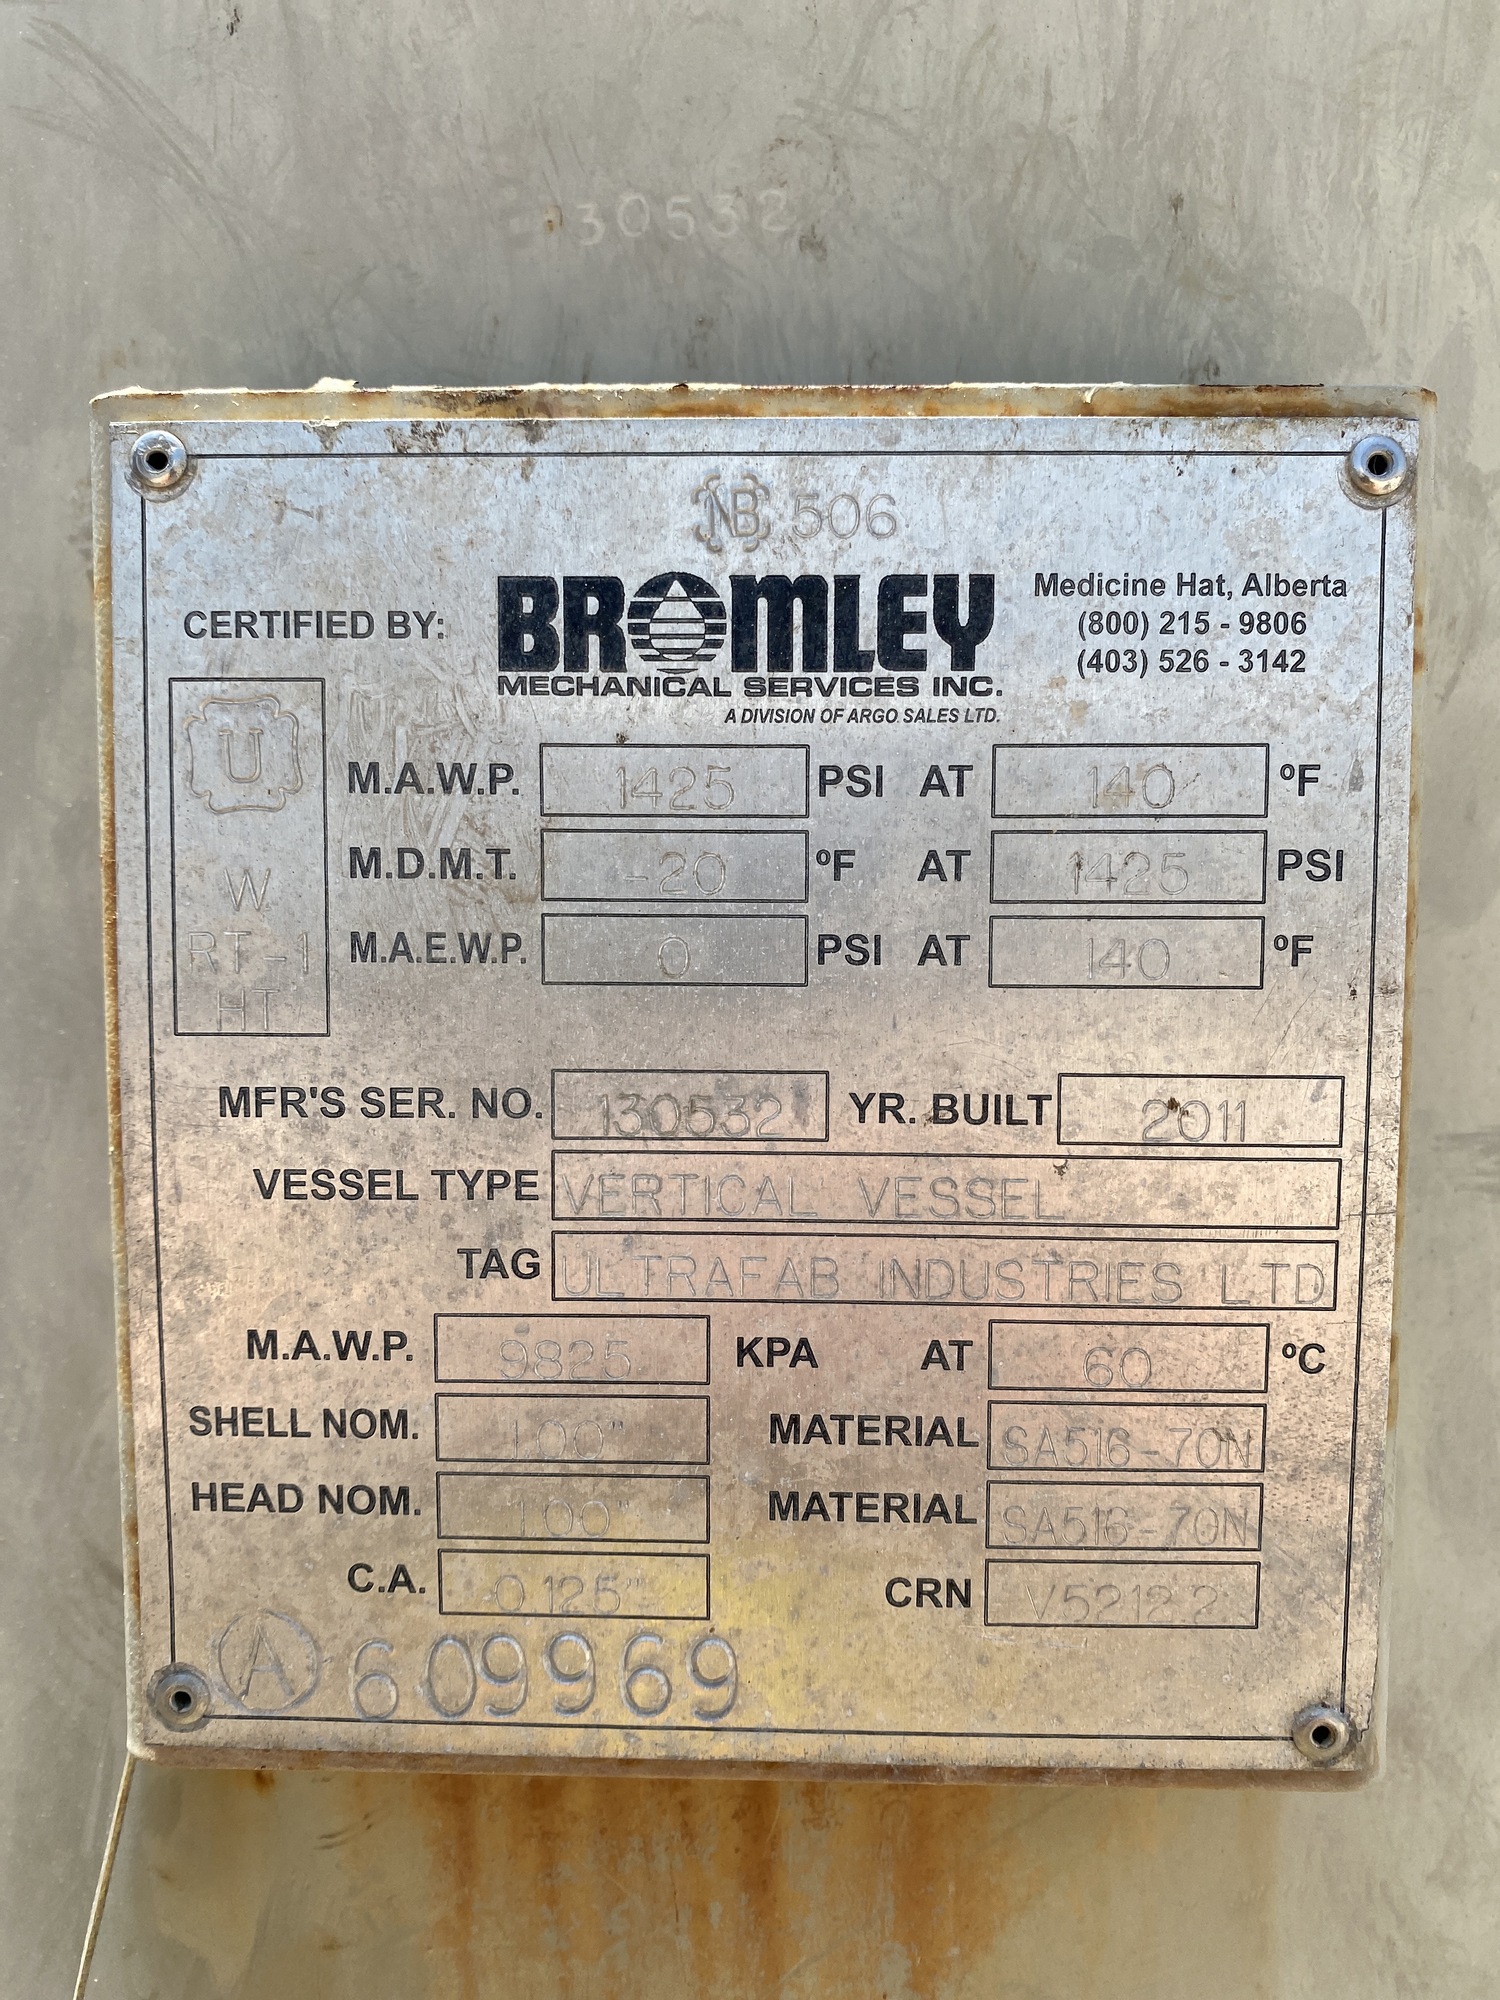 130532
NB 506
CERTIFIED BY: BROMLEY
MECHANICAL SERVICES INC.
A DIVISION OF ARGO SALES LTD.
Medicine Hat, Alberta
(800) 215 - 9806
(403) 526 - 3142
U
W
RT-1
HT
M.A.W.P. 1425 PSI AT 140 ºF
M.D.M.T. -20 ºF AT 1425 PSI
M.A.E.W.P. 0 PSI AT 140 ºF
MFR'S SER. NO. 130532 YR. BUILT 2011
VESSEL TYPE VERTICAL VESSEL
TAG ULTRAFAB INDUSTRIES LTD
M.A.W.P. 9825 KPA AT 60 ºC
SHELL NOM. 1.00" MATERIAL SA516-70N
HEAD NOM. 1.00" MATERIAL SA516-70N
C.A. 0.125" CRN V5212.2
A 609969